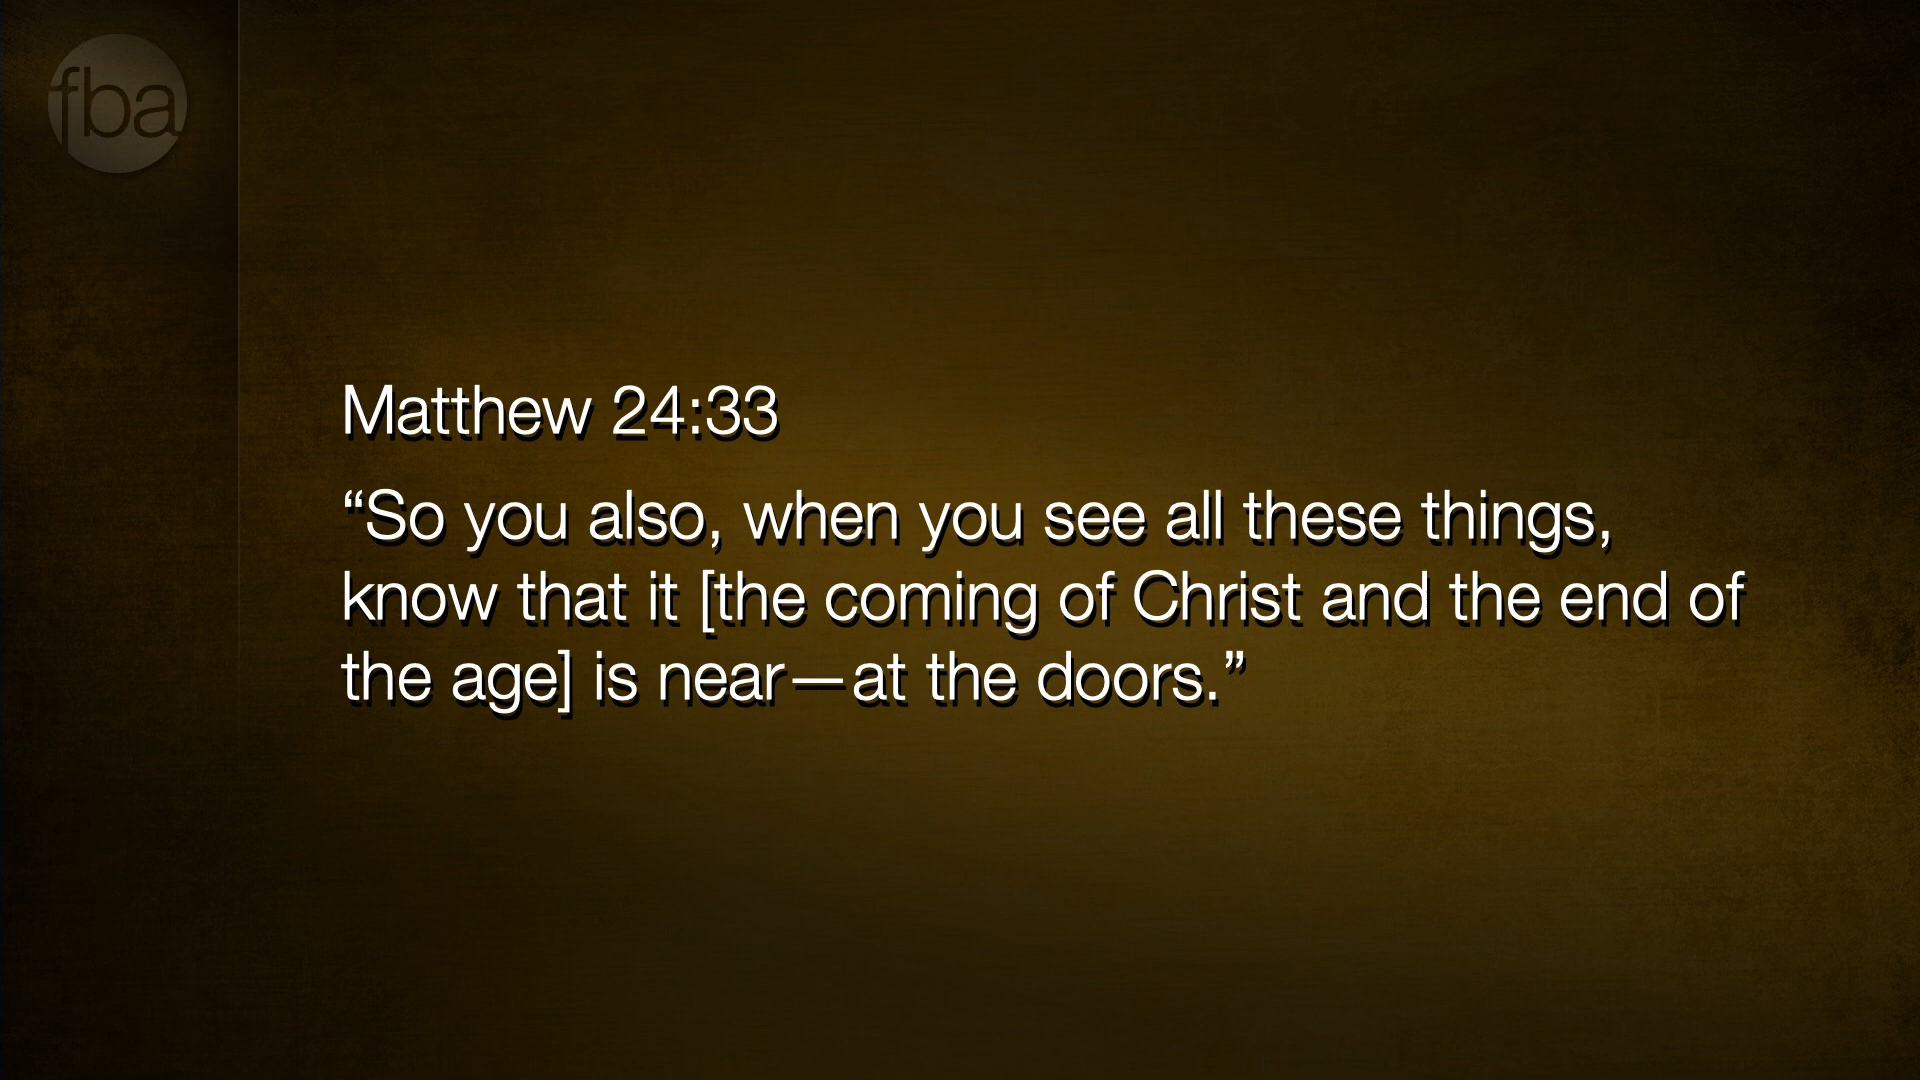 fba
Matthew 24:33
“So you also, when you see all these things,
know that it [the coming of Christ and the end of
the age] is near—at the doors.”